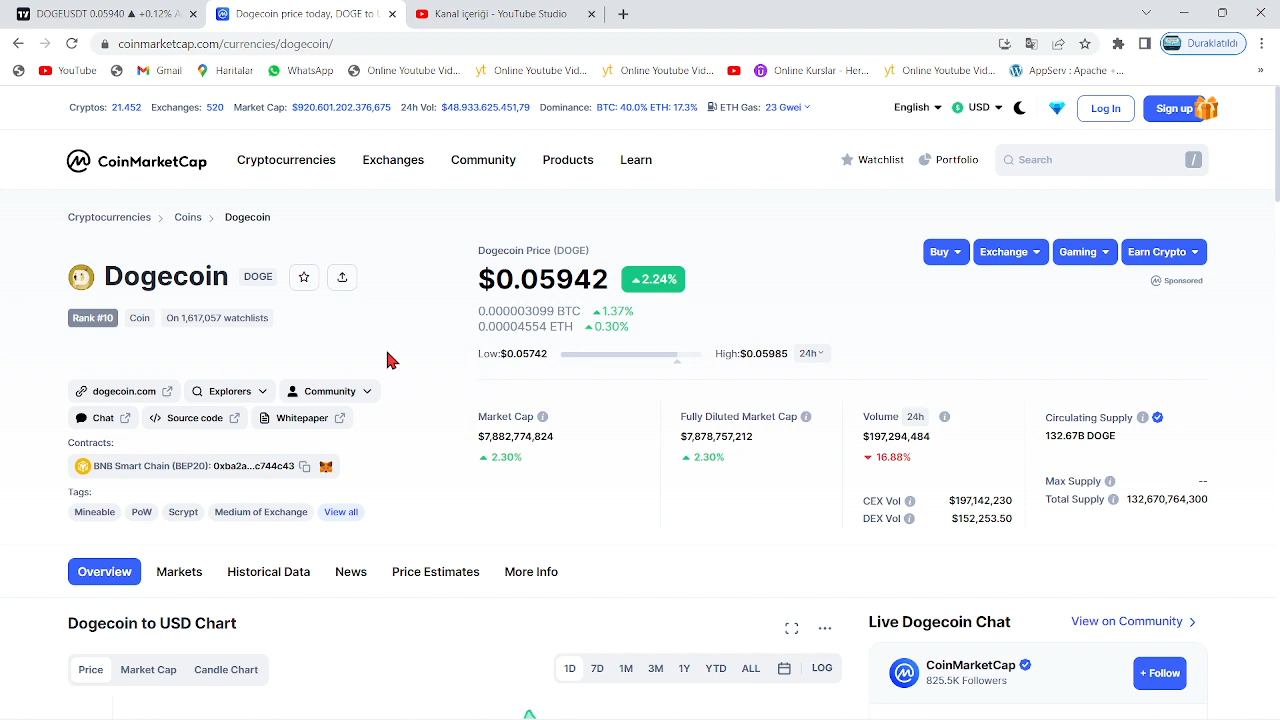 DOGEUSDT 0.05940 ▲ +0.12% A
Dogecoin price today, DOGE to U
Kanal içeriği - YouTube Studio
coinmarketcap.com/currencies/dogecoin/
Duraklatıldı
YouTube
Gmail
Haritalar
WhatsApp
Online Youtube Vid...
Online Youtube Vid...
Online Youtube Vid...
Online Kurslar - Her...
Online Youtube Vid...
AppServ : Apache +...
»
Cryptos: 21.452 Exchanges: 520 Market Cap: $920.601.202.376,675 24h Vol: $48.933.625.451,79 Dominance: BTC: 40.0% ETH: 17.3% ETH Gas: 23 Gwei
English USD Log In Sign up
CoinMarketCap Cryptocurrencies Exchanges Community Products Learn Watchlist Portfolio Search /
Cryptocurrencies > Coins > Dogecoin
Dogecoin DOGE
Rank #10 Coin On 1,617,057 watchlists
Dogecoin Price (DOGE)
$0.05942 2.24%
0.000003099 BTC 1.37%
0.00004554 ETH 0.30%
Low:$0.05742 High:$0.05985 24h
Buy Exchange Gaming Earn Crypto
Sponsored
dogecoin.com Explorers Community
Chat Source code Whitepaper
Contracts:
BNB Smart Chain (BEP20): 0xba2a...c744c43
Tags:
Mineable PoW Scrypt Medium of Exchange View all
Market Cap
$7,882,774,824
2.30%
Fully Diluted Market Cap
$7,878,757,212
2.30%
Volume 24h
$197,294,484
16.88%
CEX Vol $197,142,230
DEX Vol $152,253.50
Circulating Supply
132.67B DOGE
Max Supply --
Total Supply 132,670,764,300
Overview Markets Historical Data News Price Estimates More Info
Dogecoin to USD Chart
Price Market Cap Candle Chart
1D 7D 1M 3M 1Y YTD ALL LOG
Live Dogecoin Chat View on Community >
CoinMarketCap
825.5K Followers
+ Follow